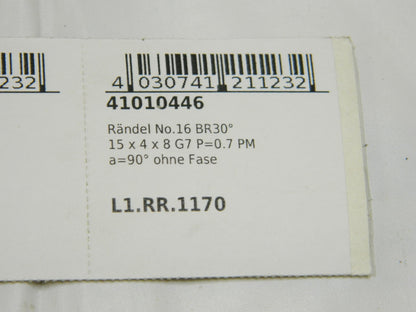 232
4 030741 211232
41010446
Rändel No.16 BR30°
15 x 4 x 8 G7 P=0.7 PM
a=90° ohne Fase
L1.RR.1170